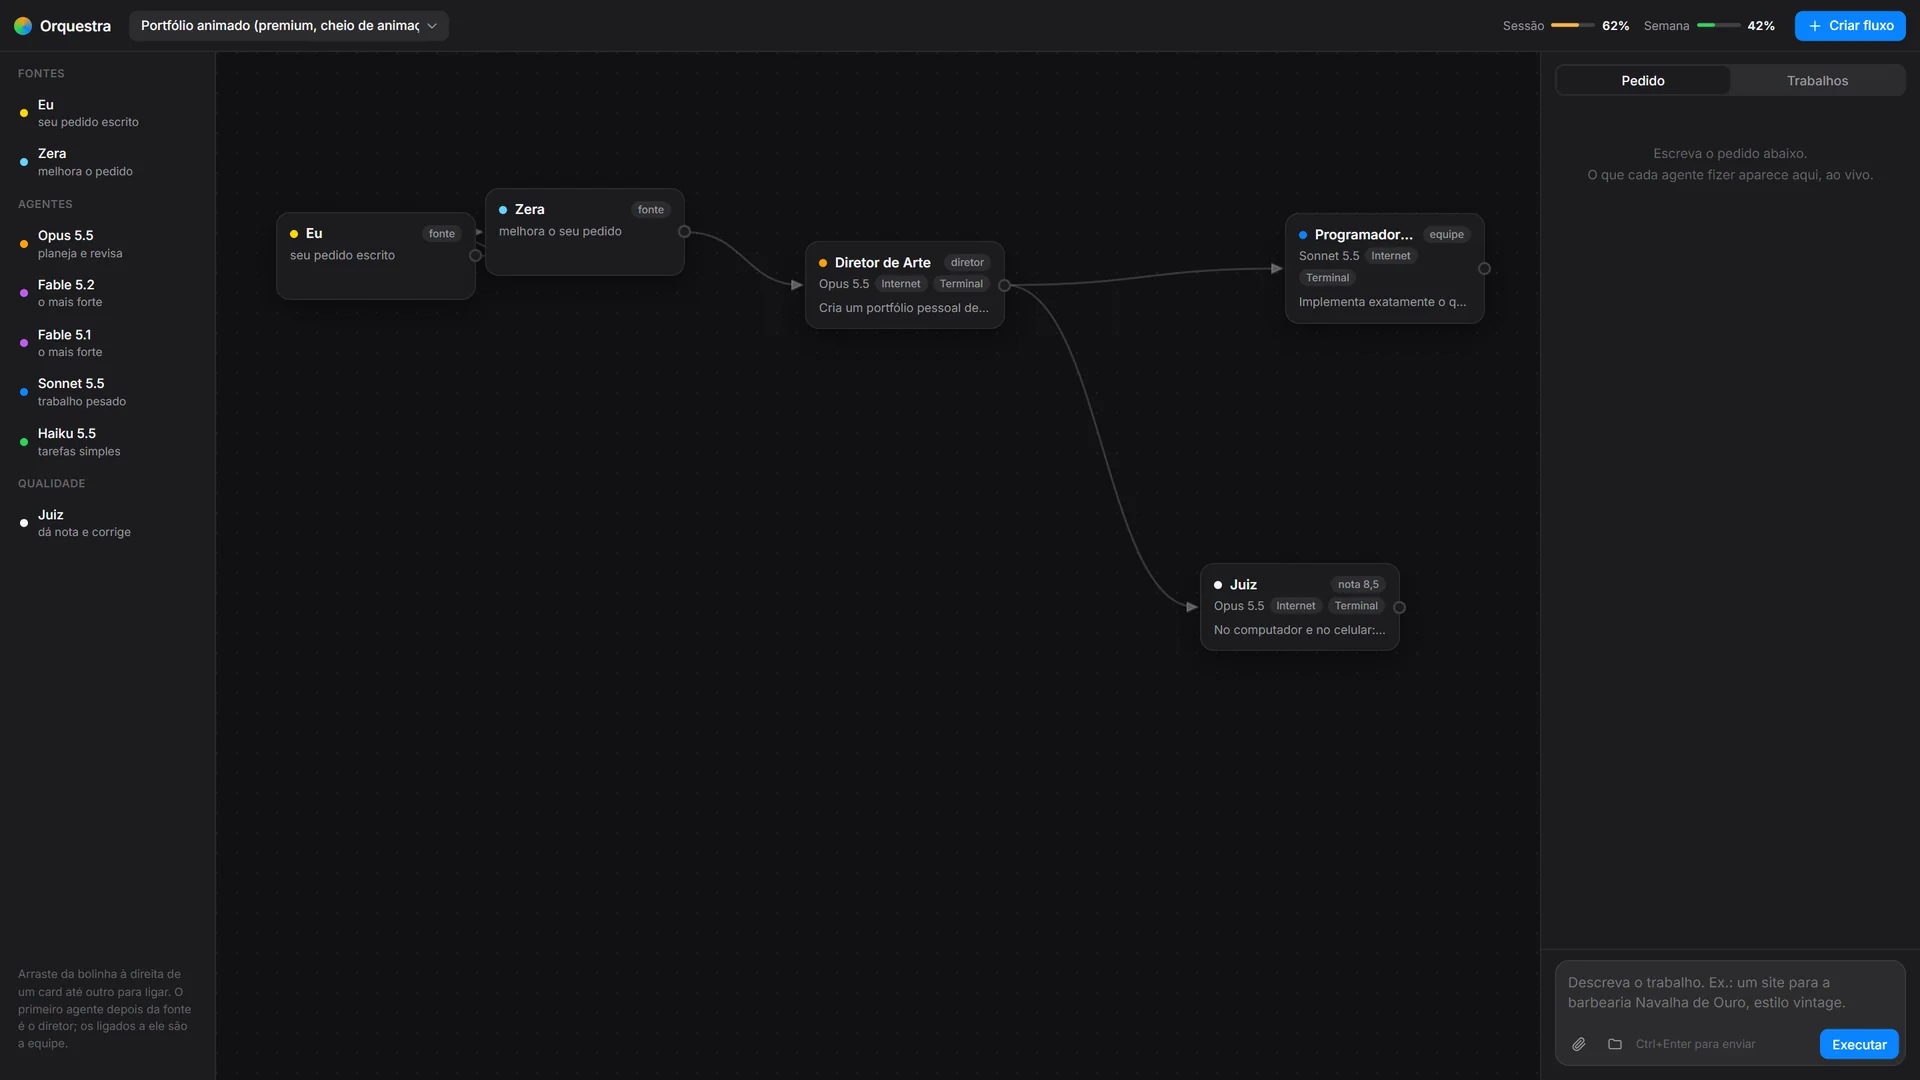 Orquestra
Portfólio animado (premium, cheio de animaç
Sessão 62% Semana 42%
+ Criar fluxo
FONTES
Eu
seu pedido escrito
Zera
melhora o pedido
AGENTES
Opus 5.5
planeja e revisa
Fable 5.2
o mais forte
Fable 5.1
o mais forte
Sonnet 5.5
trabalho pesado
Haiku 5.5
tarefas simples
QUALIDADE
Juiz
dá nota e corrige
Arraste da bolinha à direita de
um card até outro para ligar. O
primeiro agente depois da fonte
é o diretor; os ligados a ele são
a equipe.
Eu fonte
seu pedido escrito
Zera fonte
melhora o seu pedido
Diretor de Arte diretor
Opus 5.5 Internet Terminal
Cria um portfólio pessoal de...
Programador... equipe
Sonnet 5.5 Internet
Terminal
Implementa exatamente o q...
Juiz nota 8,5
Opus 5.5 Internet Terminal
No computador e no celular:...
Pedido Trabalhos
Escreva o pedido abaixo.
O que cada agente fizer aparece aqui, ao vivo.
Descreva o trabalho. Ex.: um site para a
barbearia Navalha de Ouro, estilo vintage.
Ctrl+Enter para enviar
Executar